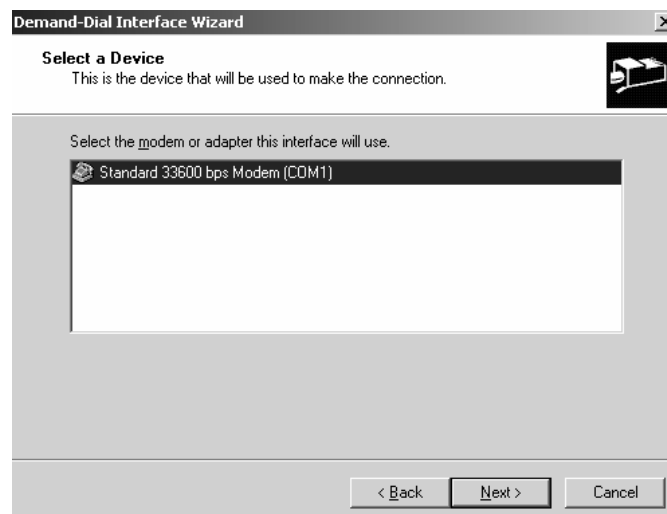 Demand-Dial Interface Wizard
Select a Device
This is the device that will be used to make the connection.
Select the modem or adapter this interface will use.
Standard 33600 bps Modem (COM1)
< Back Next > Cancel